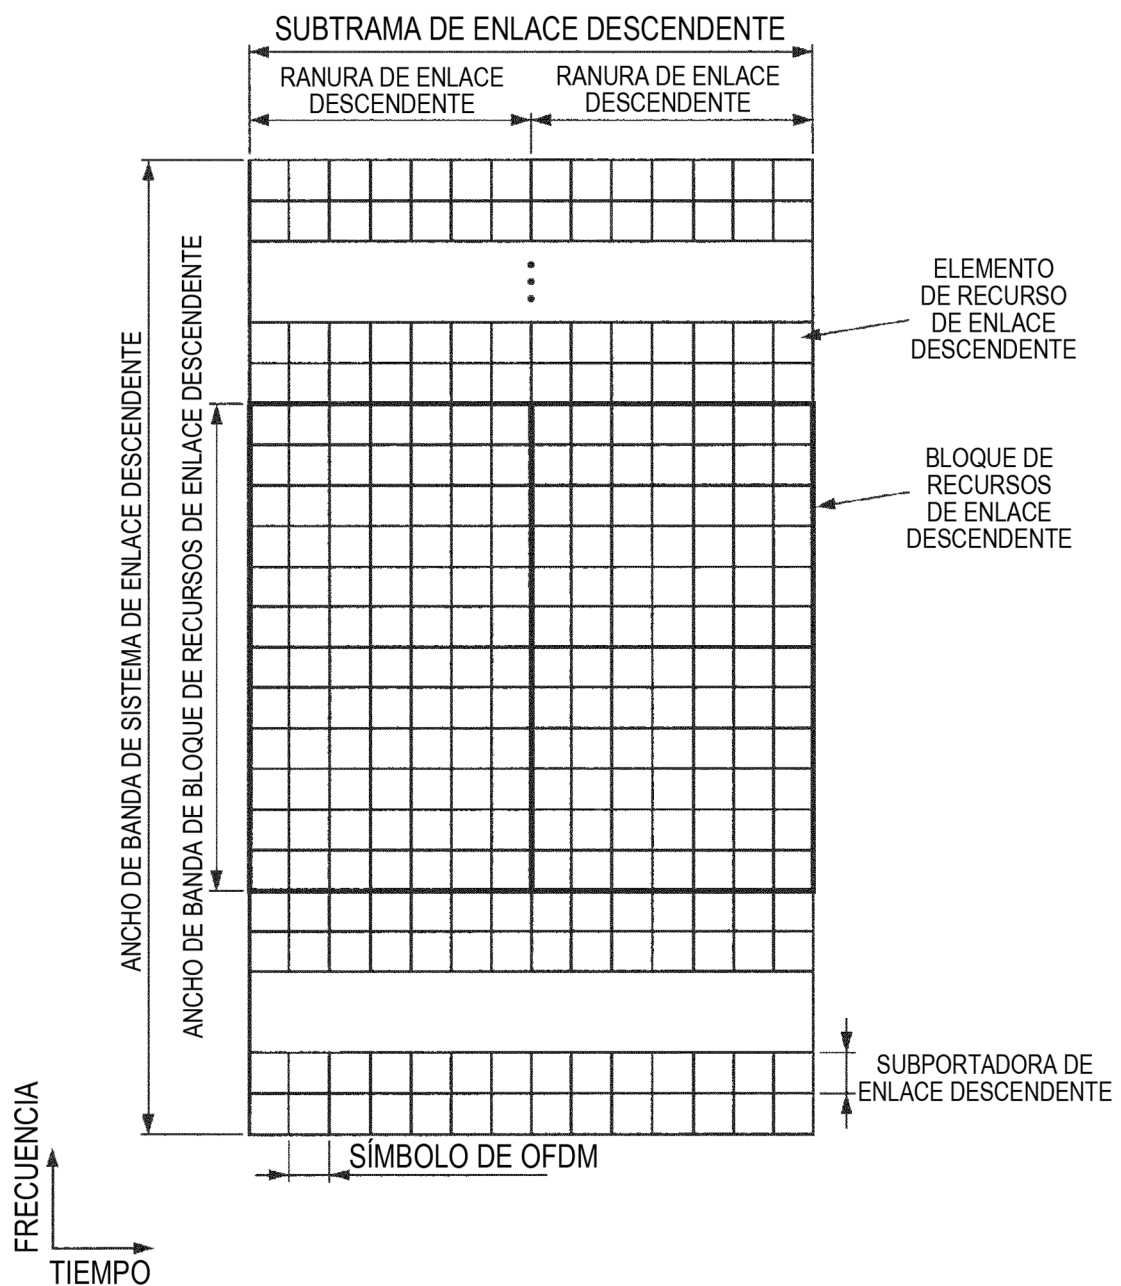 SUBTRAMA DE ENLACE DESCENDENTE
RANURA DE ENLACE
DESCENDENTE
RANURA DE ENLACE
DESCENDENTE
ANCHO DE BANDA DE SISTEMA DE ENLACE DESCENDENTE
ANCHO DE BANDA DE BLOQUE DE RECURSOS DE ENLACE DESCENDENTE
ELEMENTO
DE RECURSO
DE ENLACE
DESCENDENTE
BLOQUE DE
RECURSOS
DE ENLACE
DESCENDENTE
SUBPORTADORA DE
ENLACE DESCENDENTE
SÍMBOLO DE OFDM
FRECUENCIA
TIEMPO